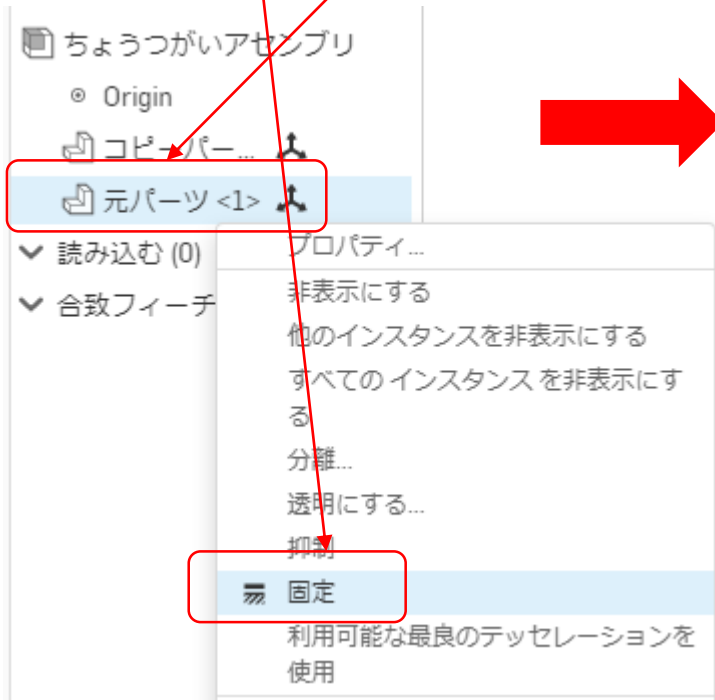 ちょうつがいアセンブリ
Origin
コピーパー...
元パーツ <1>
読み込む (0)
合致フィーチ
プロパティ...
非表示にする
他のインスタンスを非表示にする
すべての インスタンス を非表示にす
る
分離...
透明にする...
抑制
固定
利用可能な最良のテッセレーションを
使用